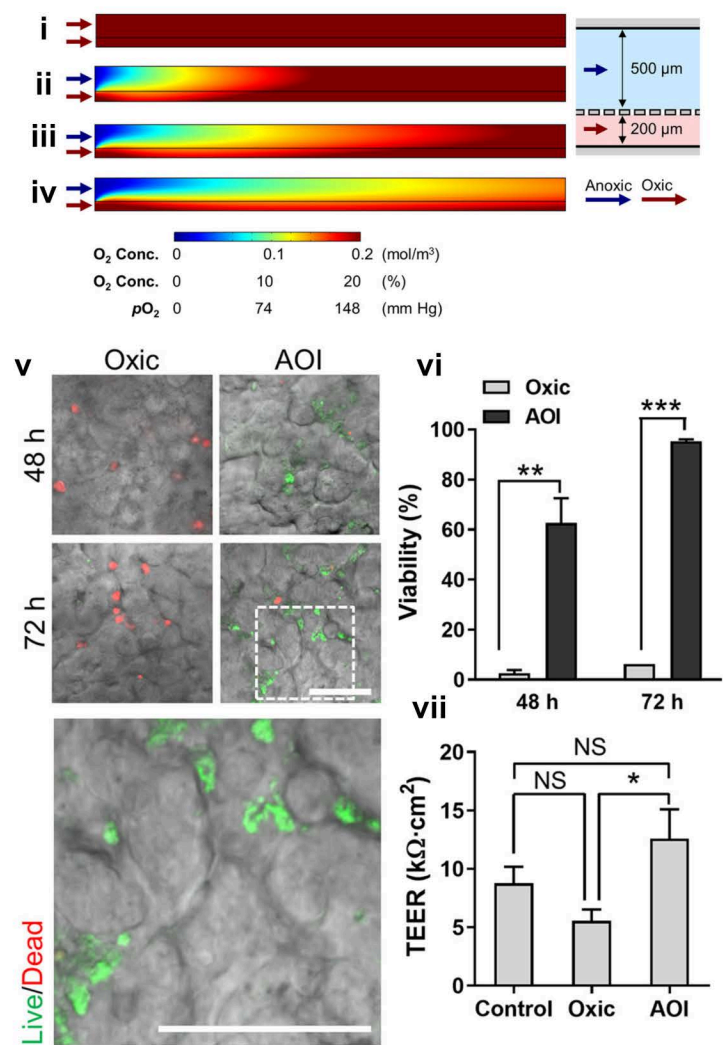 i
ii
iii
iv
500 µm
200 µm
Anoxic Oxic
O₂ Conc. 0 0.1 0.2 (mol/m³)
O₂ Conc. 0 10 20 (%)
pO₂ 0 74 148 (mm Hg)
v
Oxic AOI
48 h
72 h
Live/Dead
vi
Oxic
AOI
Viability (%)
100
80
60
40
20
0
**
***
48 h 72 h
vii
TEER (kΩ·cm²)
20
15
10
5
0
NS
NS *
Control Oxic AOI